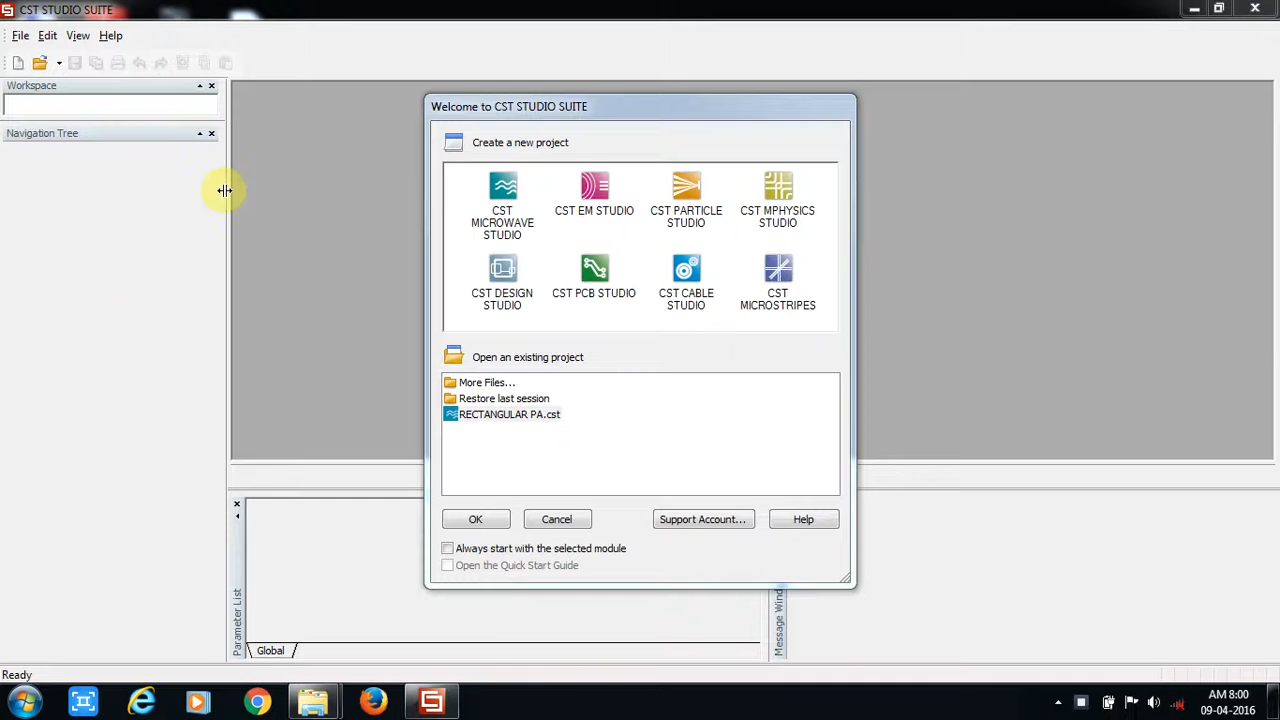 CST STUDIO SUITE
File Edit View Help
Workspace
Navigation Tree
Welcome to CST STUDIO SUITE
Create a new project
CST MICROWAVE STUDIO
CST EM STUDIO
CST PARTICLE STUDIO
CST MPHYSICS STUDIO
CST DESIGN STUDIO
CST PCB STUDIO
CST CABLE STUDIO
CST MICROSTRIPES
Open an existing project
More Files...
Restore last session
RECTANGULAR PA.cst
OK Cancel Support Account... Help
Always start with the selected module
Open the Quick Start Guide
Parameter List
Global
Message Wind
Ready
AM 8:00
09-04-2016